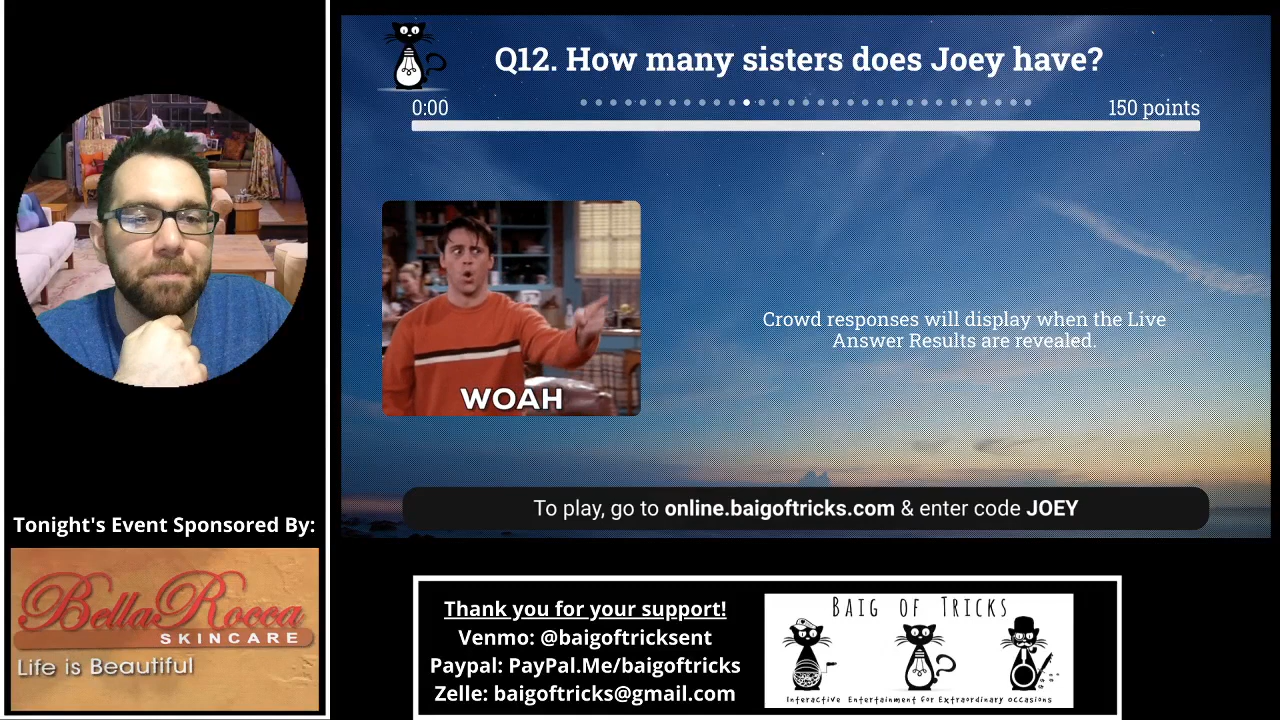 Q12. How many sisters does Joey have?
0:00
150 points
WOAH
Crowd responses will display when the Live
Answer Results are revealed.
To play, go to online.baigoftricks.com & enter code JOEY
Tonight's Event Sponsored By:
BellaRocca
SKINCARE
Life is Beautiful
Thank you for your support!
Venmo: @baigoftricksent
Paypal: PayPal.Me/baigoftricks
Zelle: baigoftricks@gmail.com
BAIG OF TRICKS
Interactive Entertainment for Extraordinary occasions